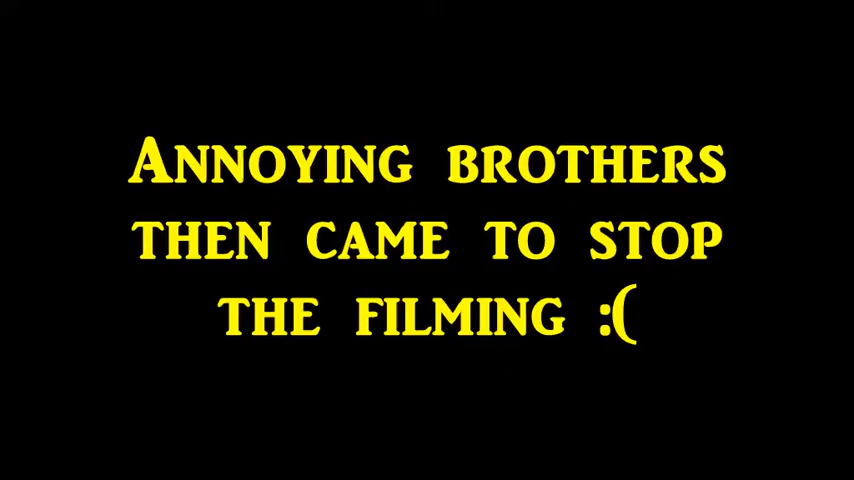 Annoying brothers
then came to stop
the filming :(